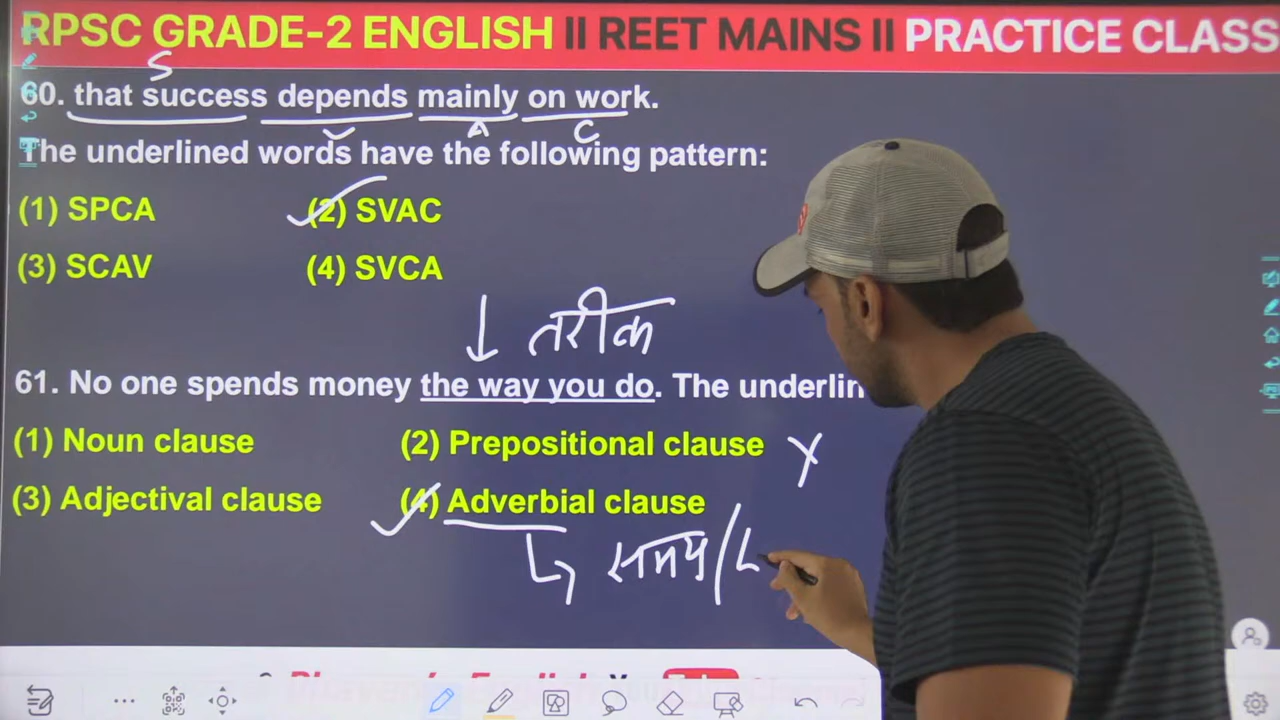 RPSC GRADE-2 ENGLISH II REET MAINS II PRACTICE CLASS
S
60. that success depends mainly on work.
V A C
The underlined words have the following pattern:
(1) SPCA (2) SVAC
(3) SCAV (4) SVCA
↓ तरीक
61. No one spends money the way you do. The underlin
(1) Noun clause (2) Prepositional clause X
(3) Adjectival clause (4) Adverbial clause
↳ समय/